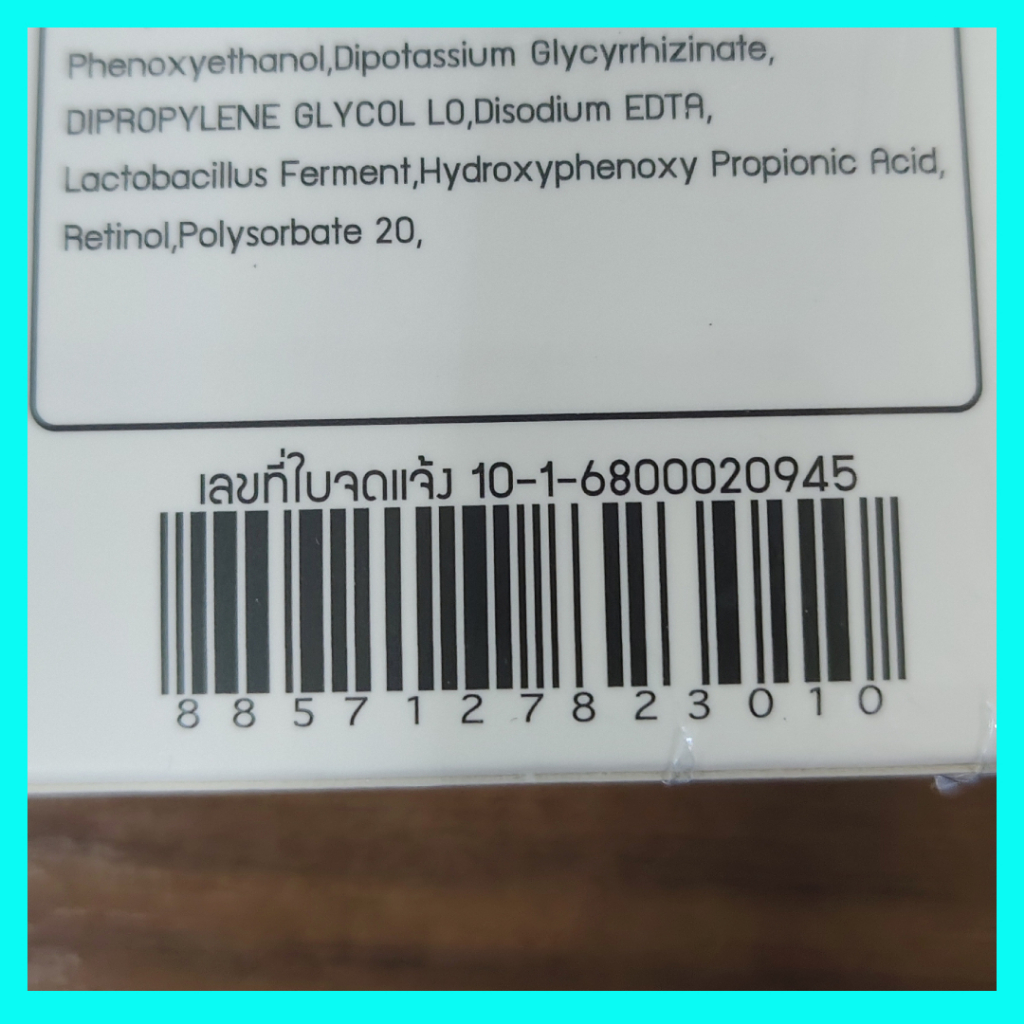 Phenoxyethanol,Dipotassium Glycyrrhizinate,
DIPROPYLENE GLYCOL LO,Disodium EDTA,
Lactobacillus Ferment,Hydroxyphenoxy Propionic Acid,
Retinol,Polysorbate 20,
เลขที่ใบจดแจ้ง 10-1-6800020945
8857127823010